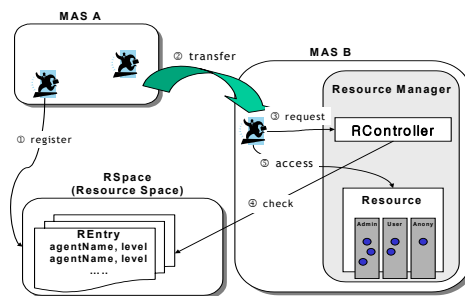 MAS A
② transfer
MAS B
Resource Manager
③ request
RController
① register
⑤ access
RSpace
(Resource Space)
④ check
Resource
REntry
agentName, level
agentName, level
.....
Admin
User
Anony